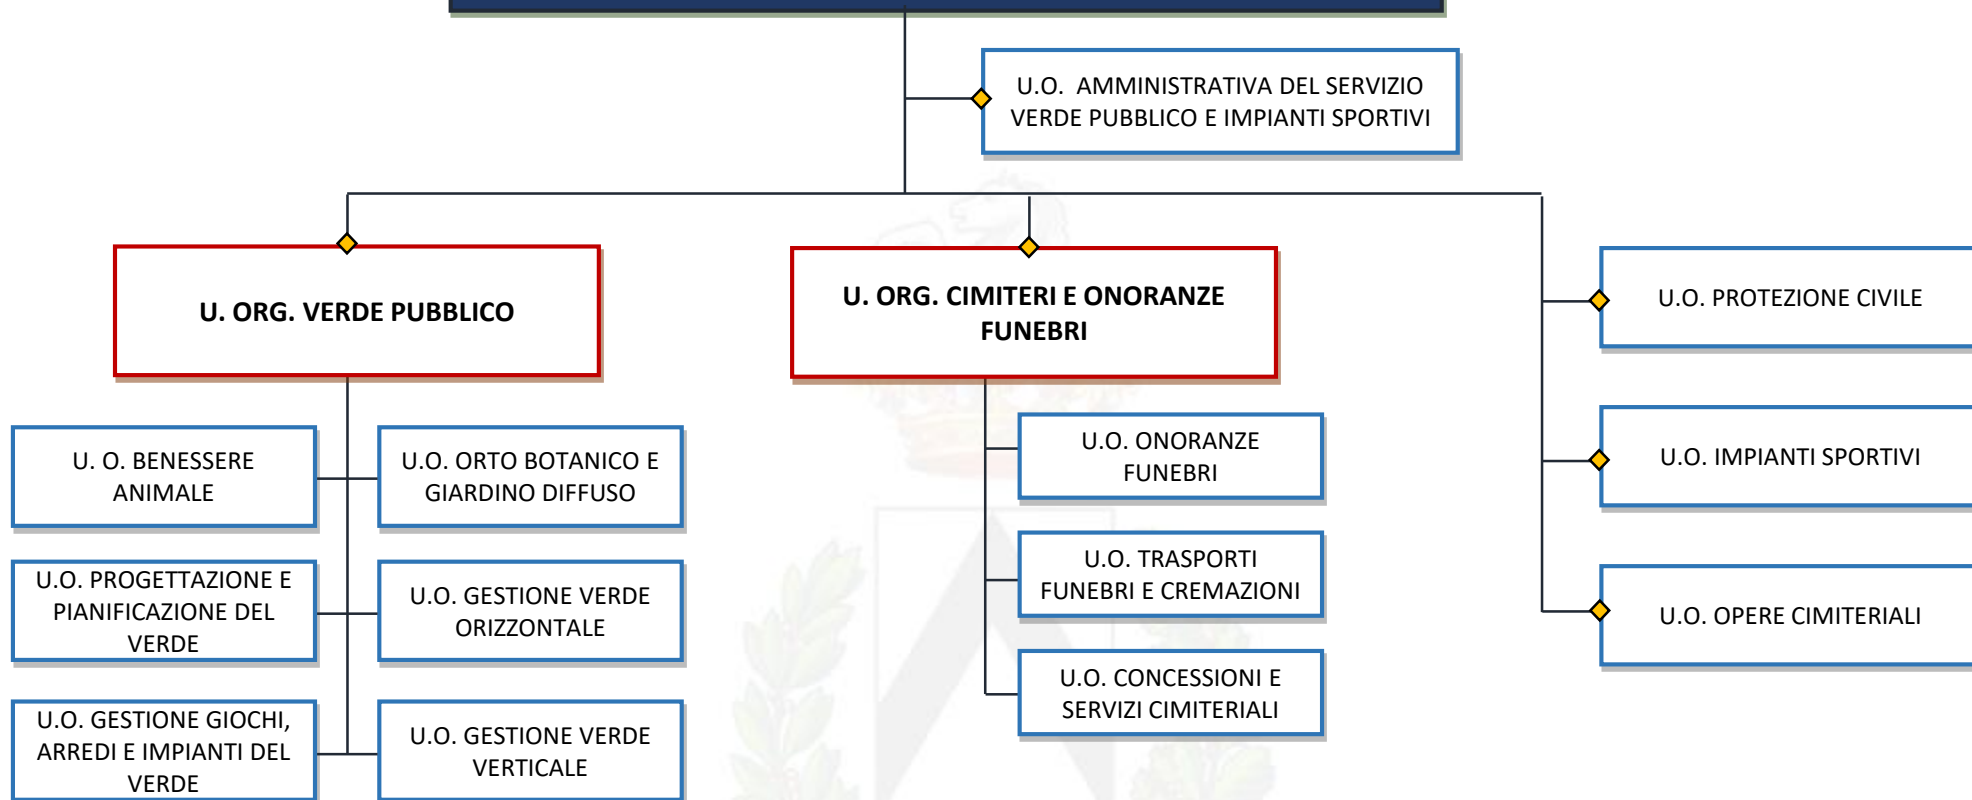 U.O. AMMINISTRATIVA DEL SERVIZIO
VERDE PUBBLICO E IMPIANTI SPORTIVI
U. ORG. VERDE PUBBLICO
U. O. BENESSERE
ANIMALE
U.O. ORTO BOTANICO E
GIARDINO DIFFUSO
U.O. PROGETTAZIONE E
PIANIFICAZIONE DEL
VERDE
U.O. GESTIONE VERDE
ORIZZONTALE
U.O. GESTIONE GIOCHI,
ARREDI E IMPIANTI DEL
VERDE
U.O. GESTIONE VERDE
VERTICALE
U. ORG. CIMITERI E ONORANZE
FUNEBRI
U.O. ONORANZE
FUNEBRI
U.O. TRASPORTI
FUNEBRI E CREMAZIONI
U.O. CONCESSIONI E
SERVIZI CIMITERIALI
U.O. PROTEZIONE CIVILE
U.O. IMPIANTI SPORTIVI
U.O. OPERE CIMITERIALI